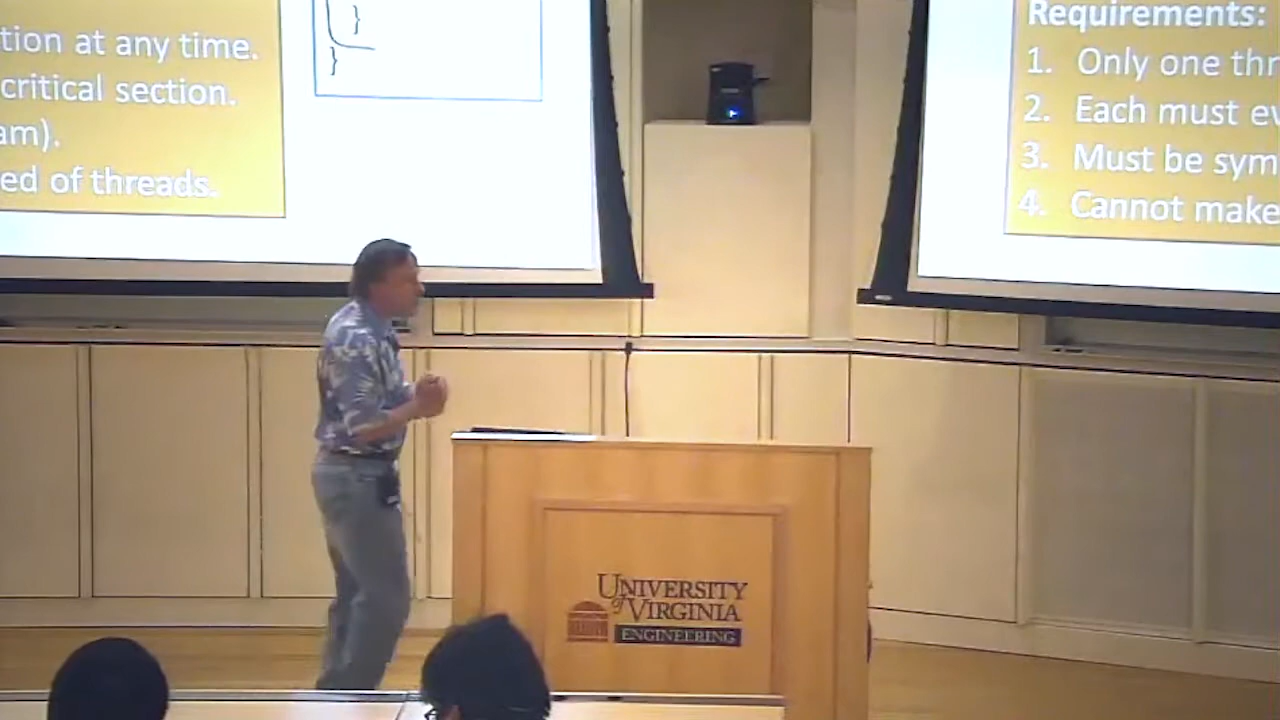 tion at any time.
critical section.
am).
ed of threads.
Requirements:
1. Only one thr
2. Each must ev
3. Must be sym
4. Cannot make
UNIVERSITY
of VIRGINIA
ENGINEERING